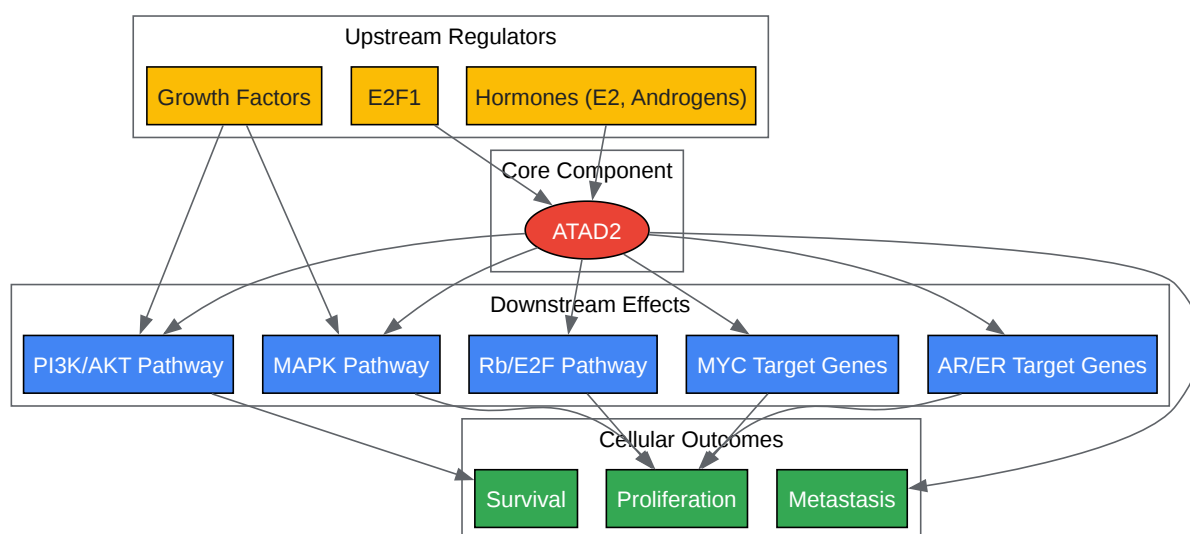 Upstream Regulators
Growth Factors
E2F1
Hormones (E2, Androgens)
Core Component
ATAD2
Downstream Effects
PI3K/AKT Pathway
MAPK Pathway
Rb/E2F Pathway
MYC Target Genes
AR/ER Target Genes
Cellular Outcomes
Survival
Proliferation
Metastasis